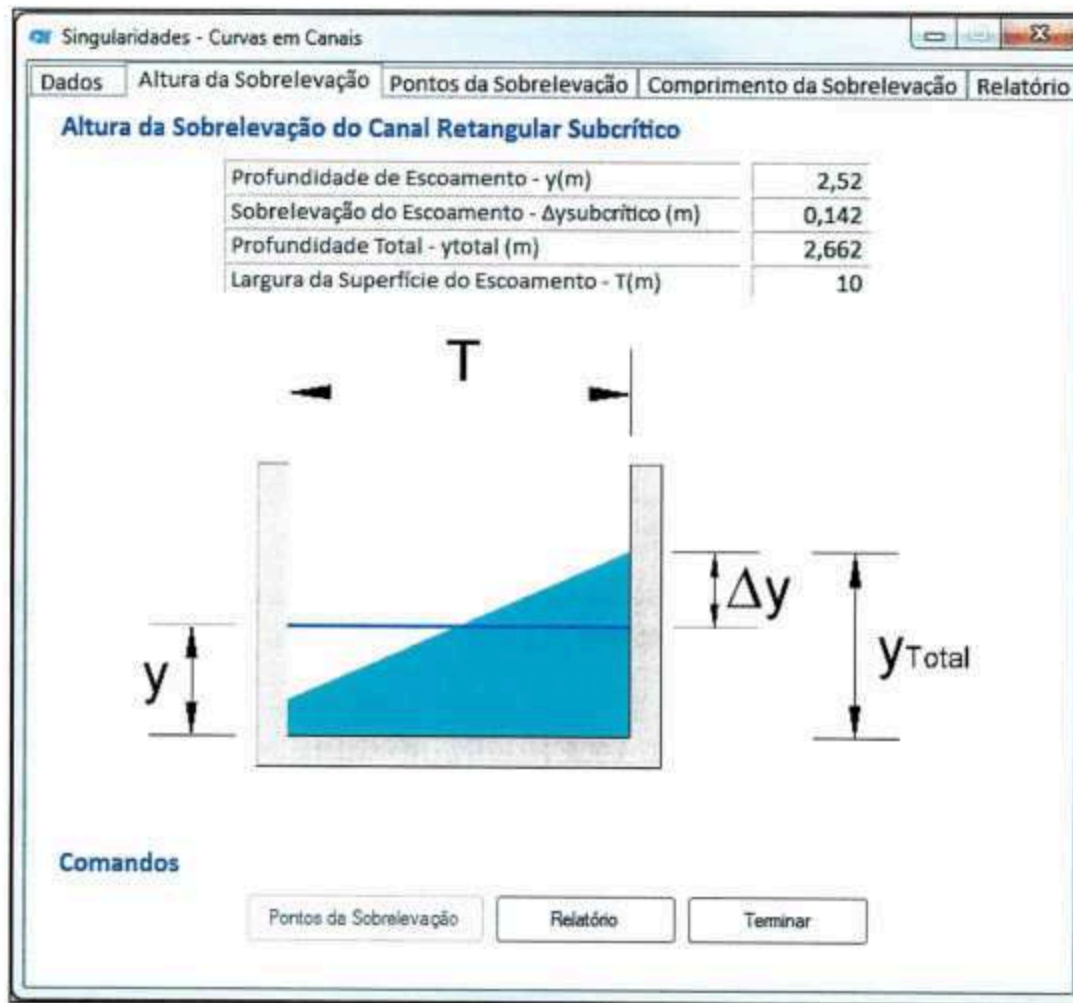 Singularidades - Curvas em Canais
Dados Altura da Sobrelevação Pontos da Sobrelevação Comprimento da Sobrelevação Relatório
Altura da Sobrelevação do Canal Retangular Subcrítico
Profundidade de Escoamento - y(m) 2,52
Sobrelevação do Escoamento - Δysubcrítico (m) 0,142
Profundidade Total - ytotal (m) 2,662
Largura da Superfície do Escoamento - T(m) 10
T
Δy
y
yTotal
Comandos
Pontos da Sobrelevação Relatório Terminar